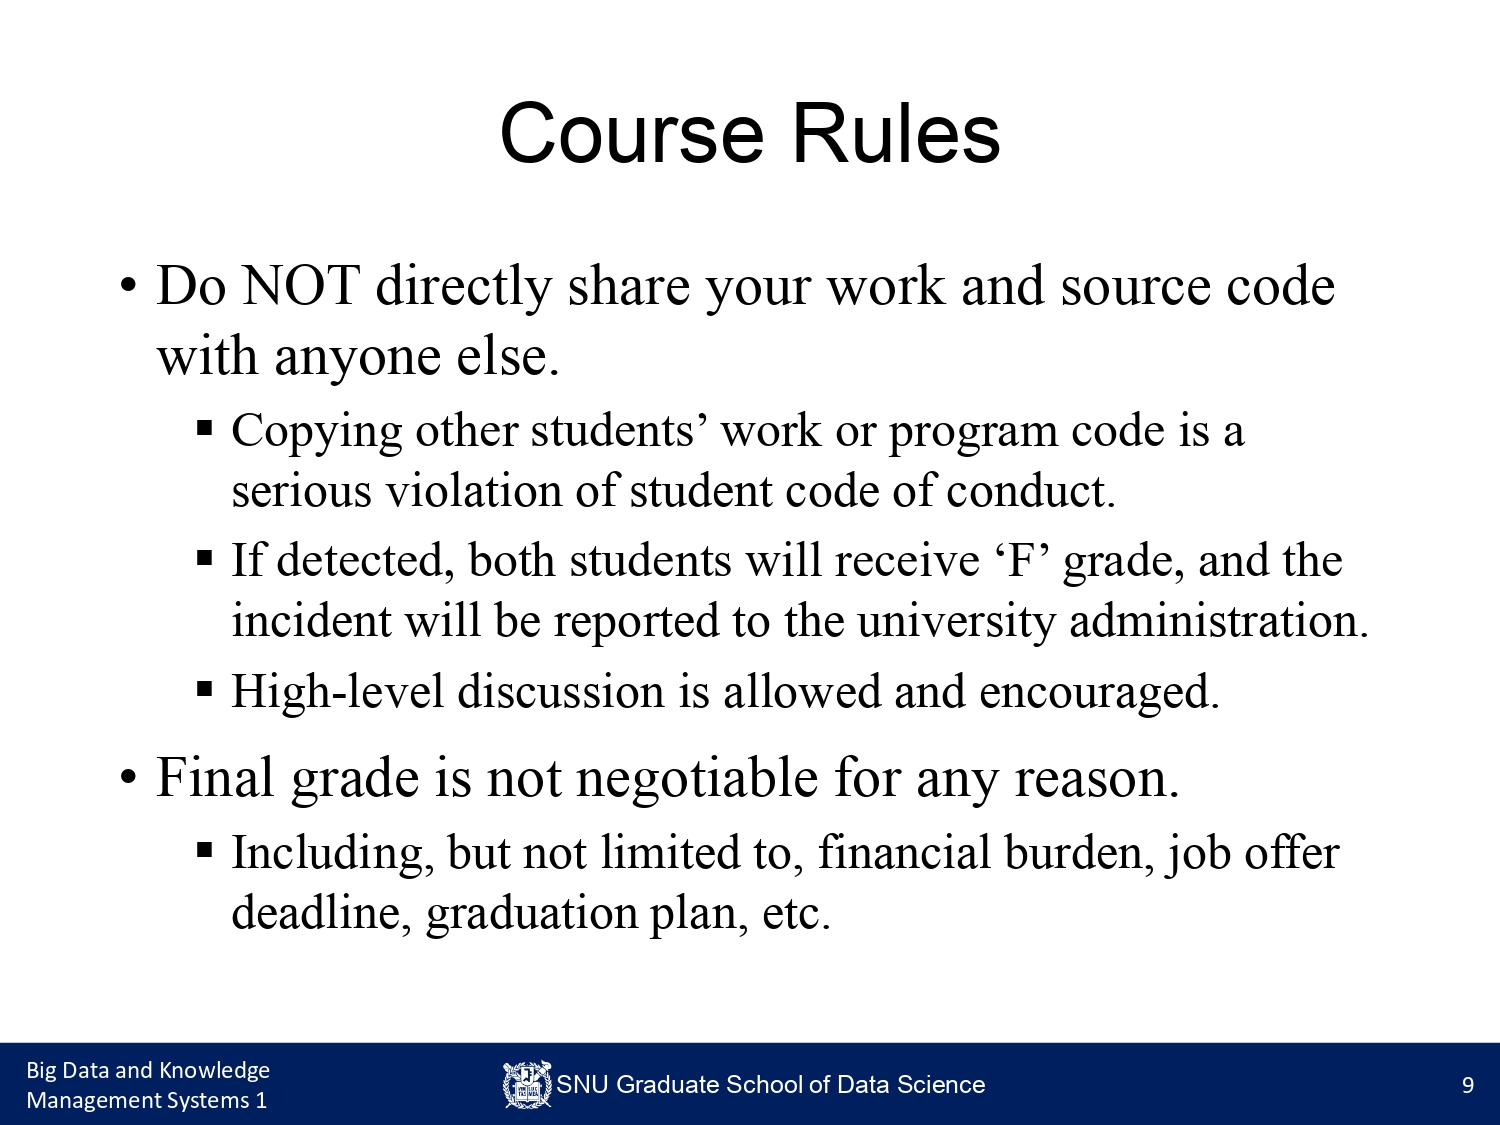 Course Rules
• Do NOT directly share your work and source code
with anyone else.
▪ Copying other students’ work or program code is a
serious violation of student code of conduct.
▪ If detected, both students will receive ‘F’ grade, and the
incident will be reported to the university administration.
▪ High-level discussion is allowed and encouraged.
• Final grade is not negotiable for any reason.
▪ Including, but not limited to, financial burden, job offer
deadline, graduation plan, etc.
Big Data and Knowledge
Management Systems 1
SNU Graduate School of Data Science
9